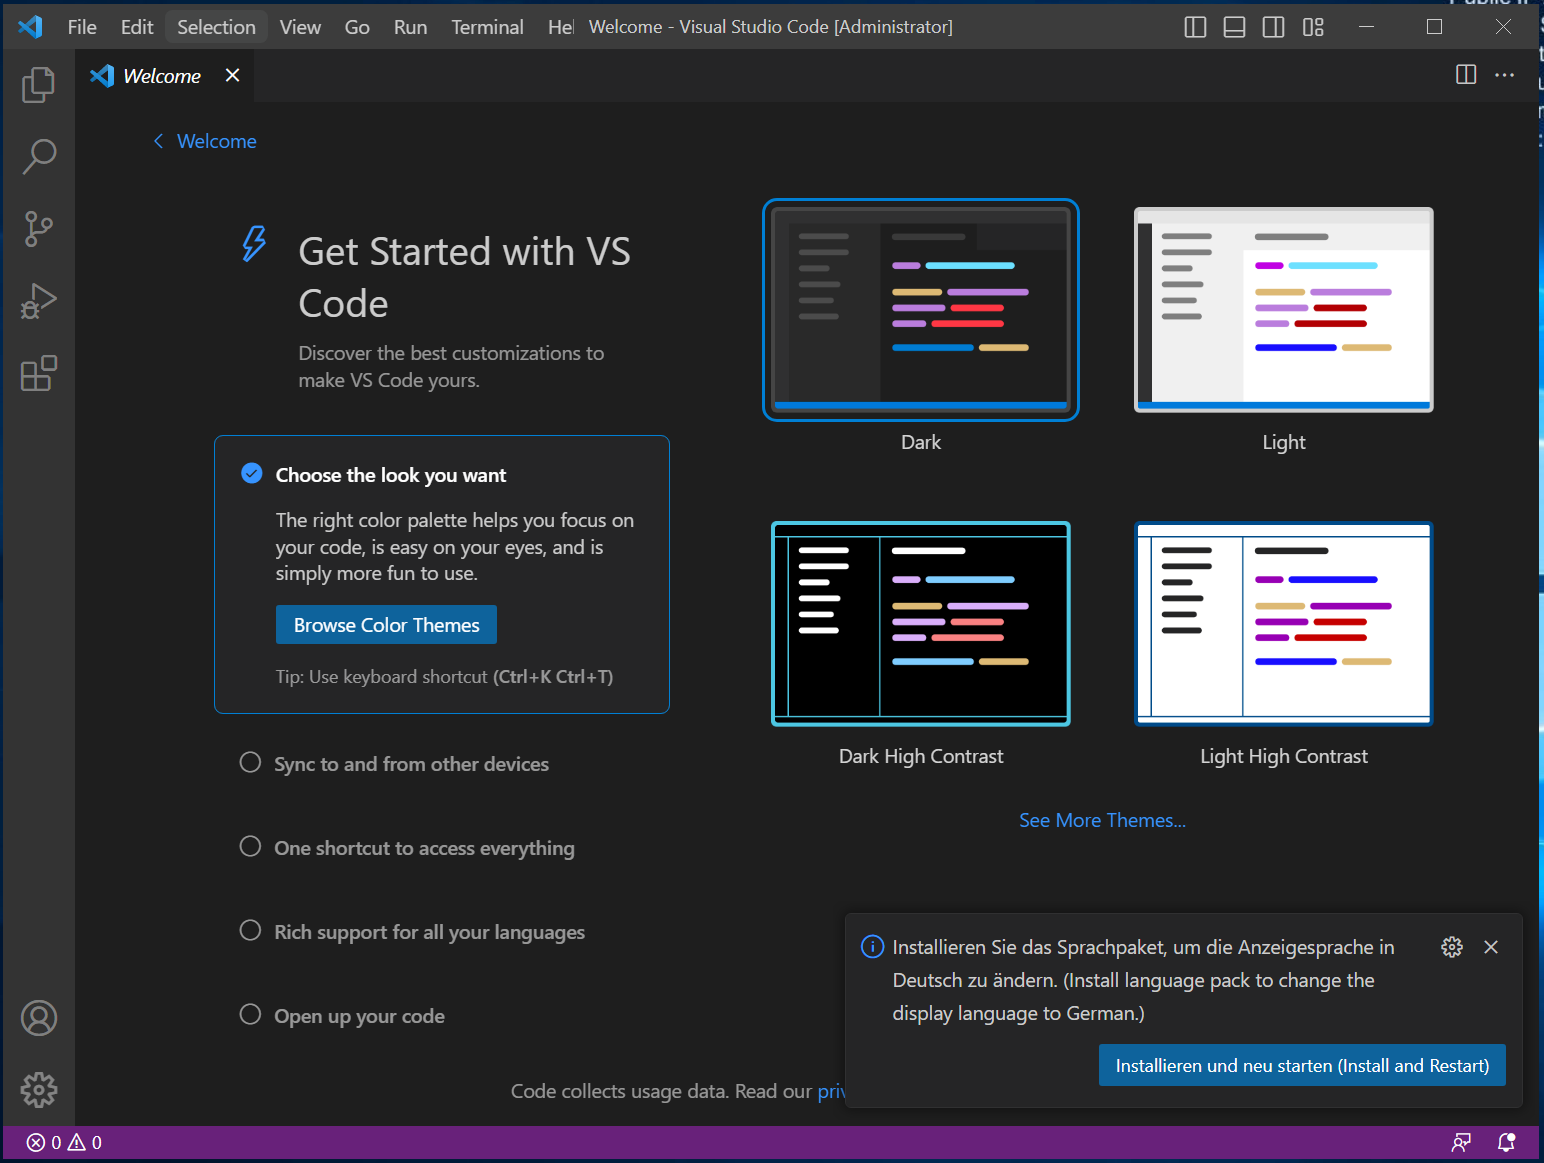 File Edit Selection View Go Run Terminal Hel Welcome - Visual Studio Code [Administrator]
Welcome
Welcome
Get Started with VS
Code
Discover the best customizations to
make VS Code yours.
Choose the look you want
The right color palette helps you focus on
your code, is easy on your eyes, and is
simply more fun to use.
Browse Color Themes
Tip: Use keyboard shortcut (Ctrl+K Ctrl+T)
Sync to and from other devices
One shortcut to access everything
Rich support for all your languages
Open up your code
Dark
Light
Dark High Contrast
Light High Contrast
See More Themes...
Installieren Sie das Sprachpaket, um die Anzeigesprache in
Deutsch zu ändern. (Install language pack to change the
display language to German.)
Installieren und neu starten (Install and Restart)
Code collects usage data. Read our priv
0 0